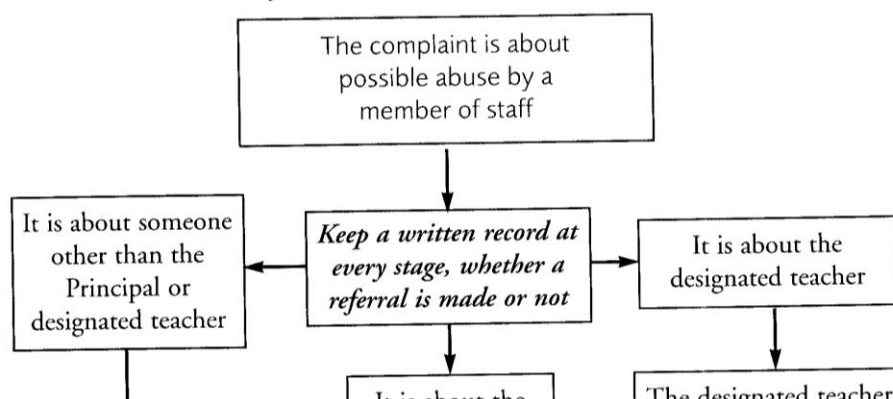 The complaint is about
possible abuse by a
member of staff
It is about someone
other than the
Principal or
designated teacher
Keep a written record at
every stage, whether a
referral is made or not
It is about the
designated teacher
It is about the
The designated teacher